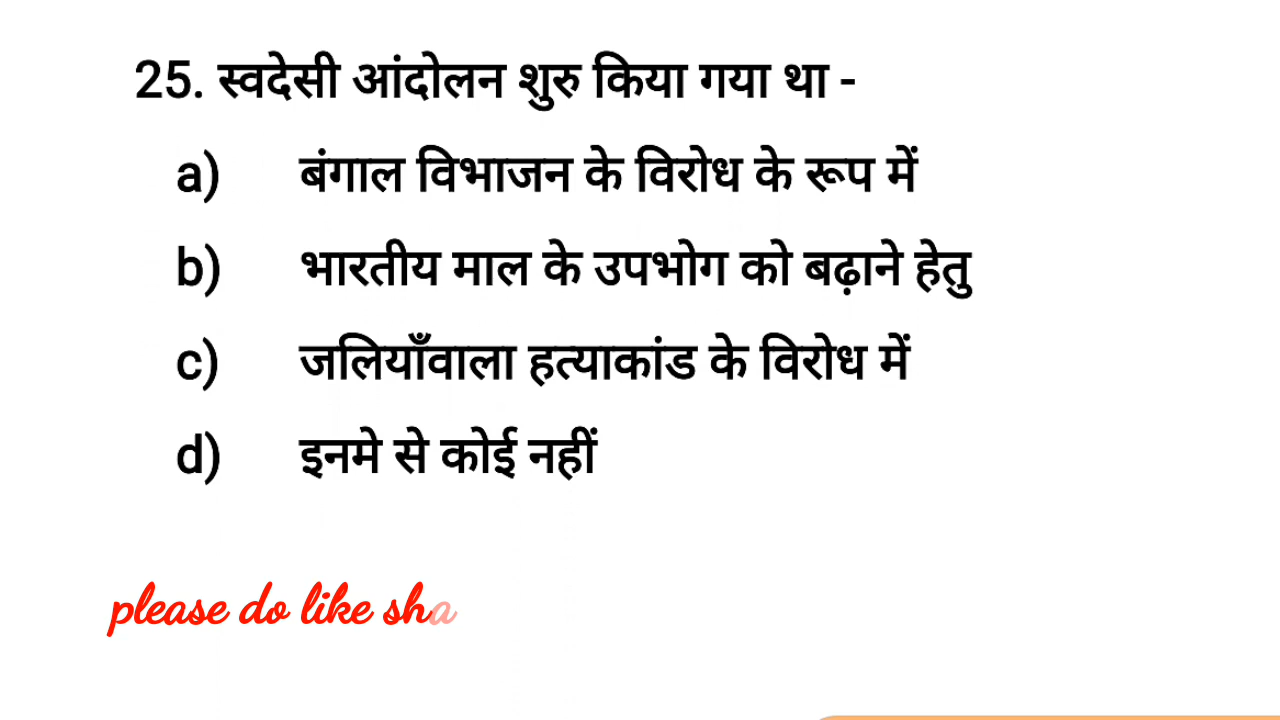 25. स्वदेसी आंदोलन शुरु किया गया था -
a) बंगाल विभाजन के विरोध के रूप में
b) भारतीय माल के उपभोग को बढ़ाने हेतु
c) जलियाँवाला हत्याकांड के विरोध में
d) इनमे से कोई नहीं
please do like sha